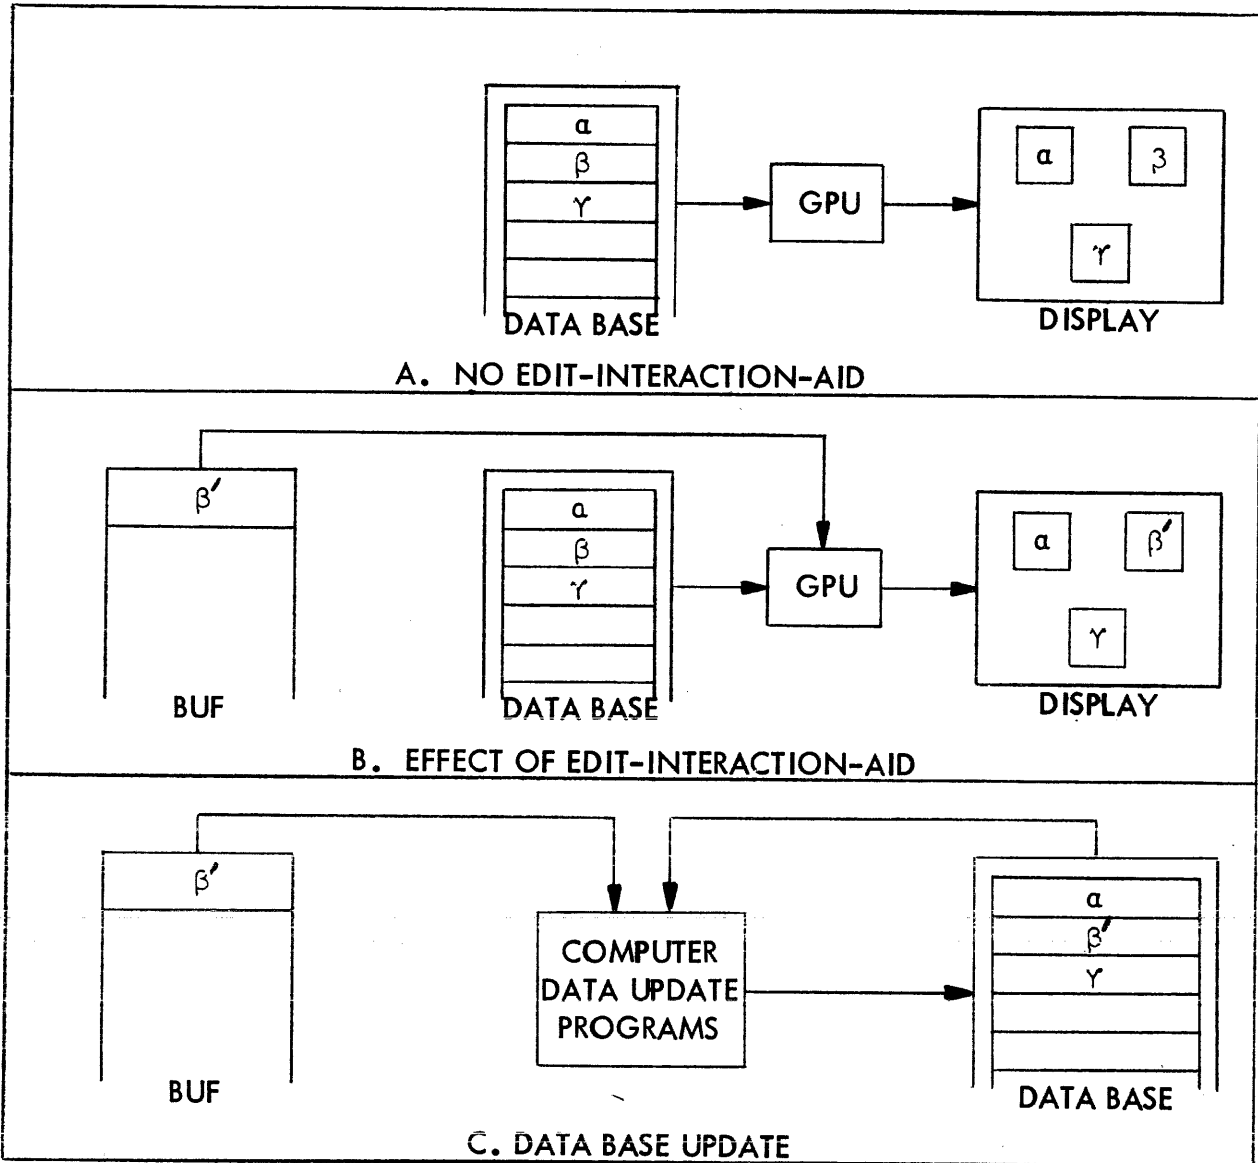 α
β
γ
DATA BASE
GPU
α
β
γ
DISPLAY
A. NO EDIT-INTERACTION-AID
β′
BUF
α
β
γ
DATA BASE
GPU
α
β′
γ
DISPLAY
B. EFFECT OF EDIT-INTERACTION-AID
β′
BUF
COMPUTER
DATA UPDATE
PROGRAMS
α
β′
γ
DATA BASE
C. DATA BASE UPDATE